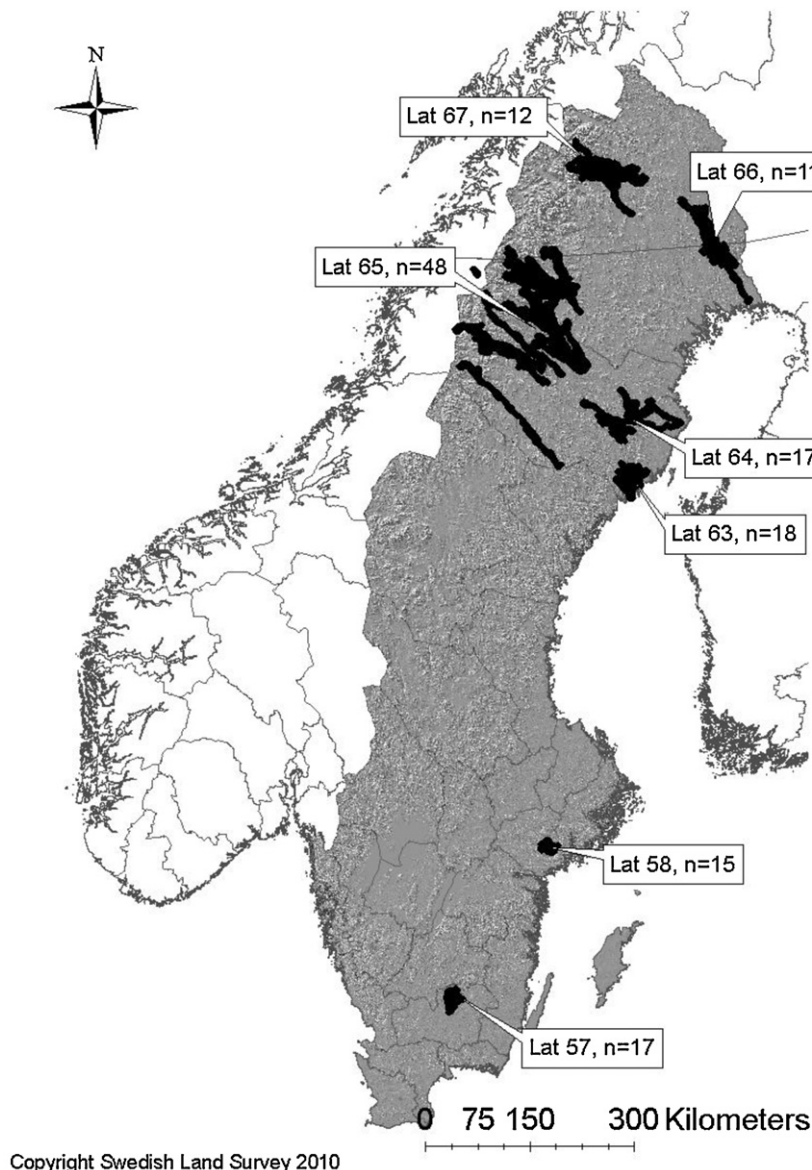 N
Lat 67, n=12
Lat 66, n=11
Lat 65, n=48
Lat 64, n=17
Lat 63, n=18
Lat 58, n=15
Lat 57, n=17
0 75 150 300 Kilometers
Copyright Swedish Land Survey 2010